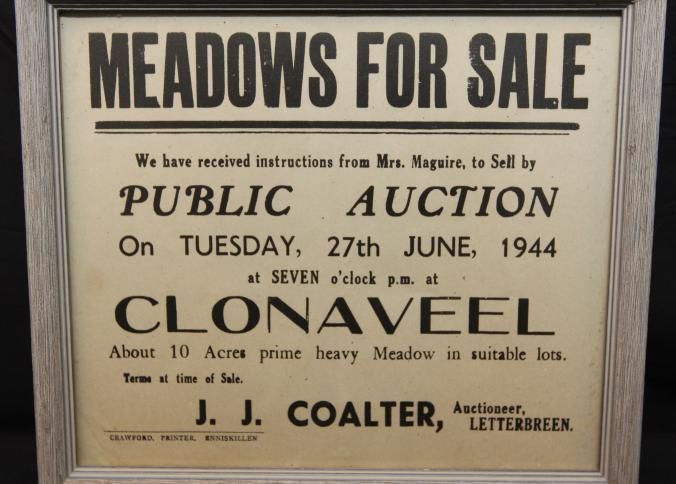 MEADOWS FOR SALE
We have received instructions from Mrs. Maguire, to Sell by
PUBLIC AUCTION
On TUESDAY, 27th JUNE, 1944
at SEVEN o'clock p.m. at
CLONAVEEL
About 10 Acres prime heavy Meadow in suitable lots.
Terms at time of Sale.
J. J. COALTER, Auctioneer,
LETTERBREEN.
CRAWFORD, PRINTER, ENNISKILLEN